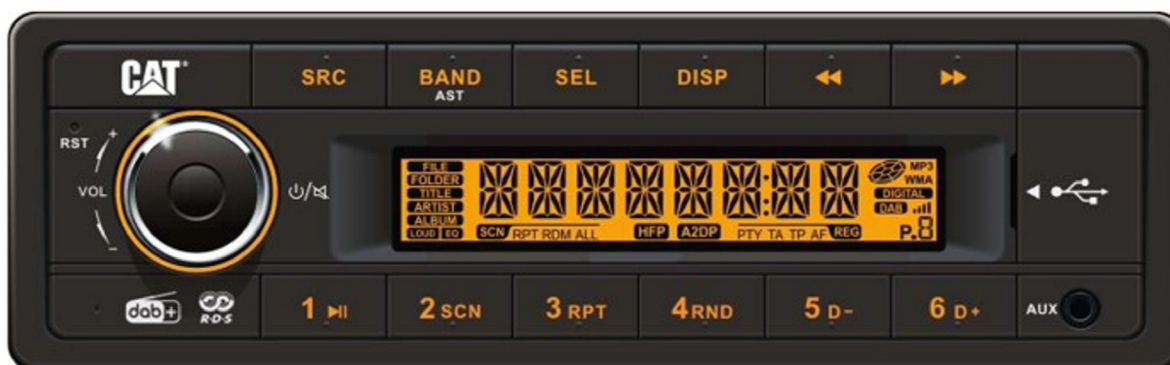 CAT
SRC
BAND
AST
SEL
DISP
RST
VOL
+
-
FILE
FOLDER
TITLE
ARTIST
ALBUM
LOUD EQ
SCN RPT RDM ALL
HFP A2DP
PTY TA TP AF REG
MP3
WMA
DIGITAL
DAB
P.8
dab+
R·D·S
1
2 SCN
3 RPT
4 RND
5 D-
6 D+
AUX